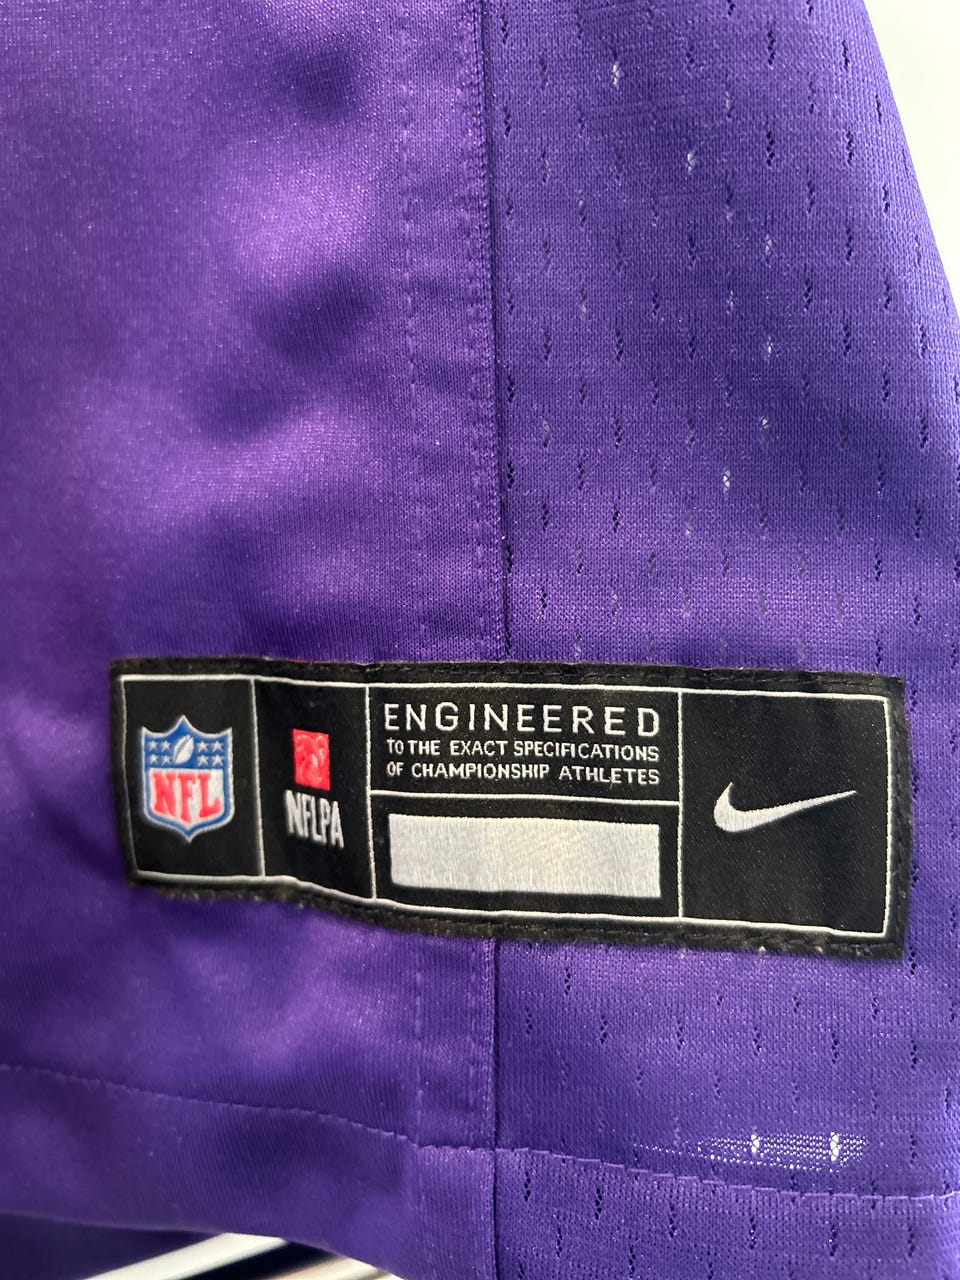 NFL
NFLPA
ENGINEERED
TO THE EXACT SPECIFICATIONS
OF CHAMPIONSHIP ATHLETES